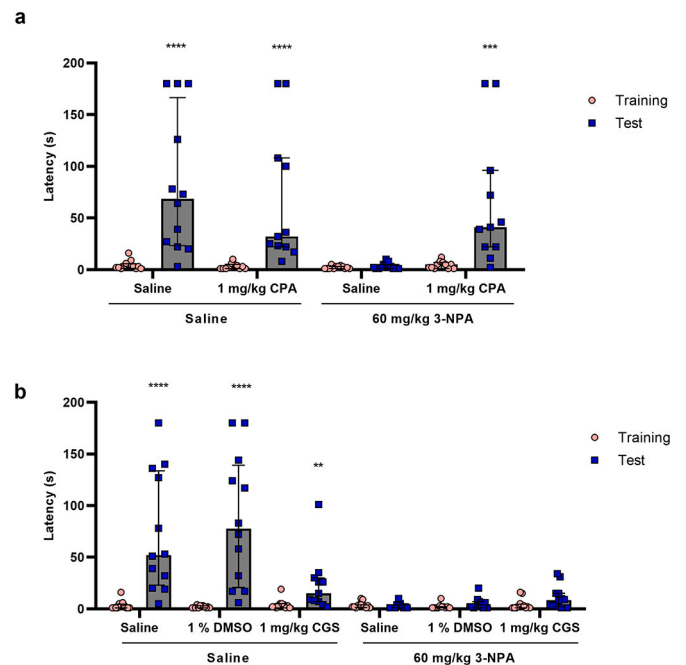 a
**** **** ***
200
150
100
50
0
Latency (s)
Training
Test
Saline 1 mg/kg CPA Saline 1 mg/kg CPA
Saline 60 mg/kg 3-NPA
b
**** **** **
200
150
100
50
0
Latency (s)
Training
Test
Saline 1 % DMSO 1 mg/kg CGS Saline 1 % DMSO 1 mg/kg CGS
Saline 60 mg/kg 3-NPA